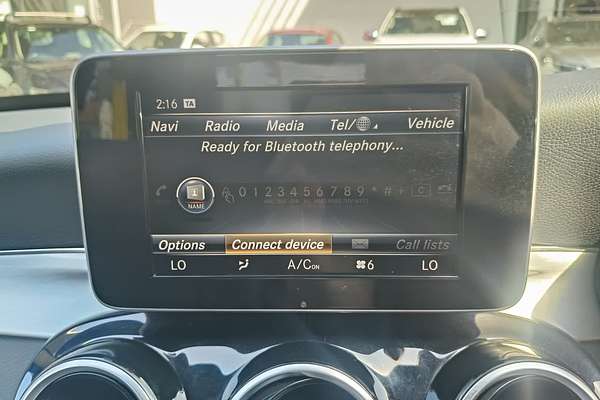 2:16 TA
Navi Radio Media Tel/ Vehicle
Ready for Bluetooth telephony...
NAME 0 1 2 3 4 5 6 7 8 9 * # + C
Options Connect device Call lists
LO A/C ON 6 LO